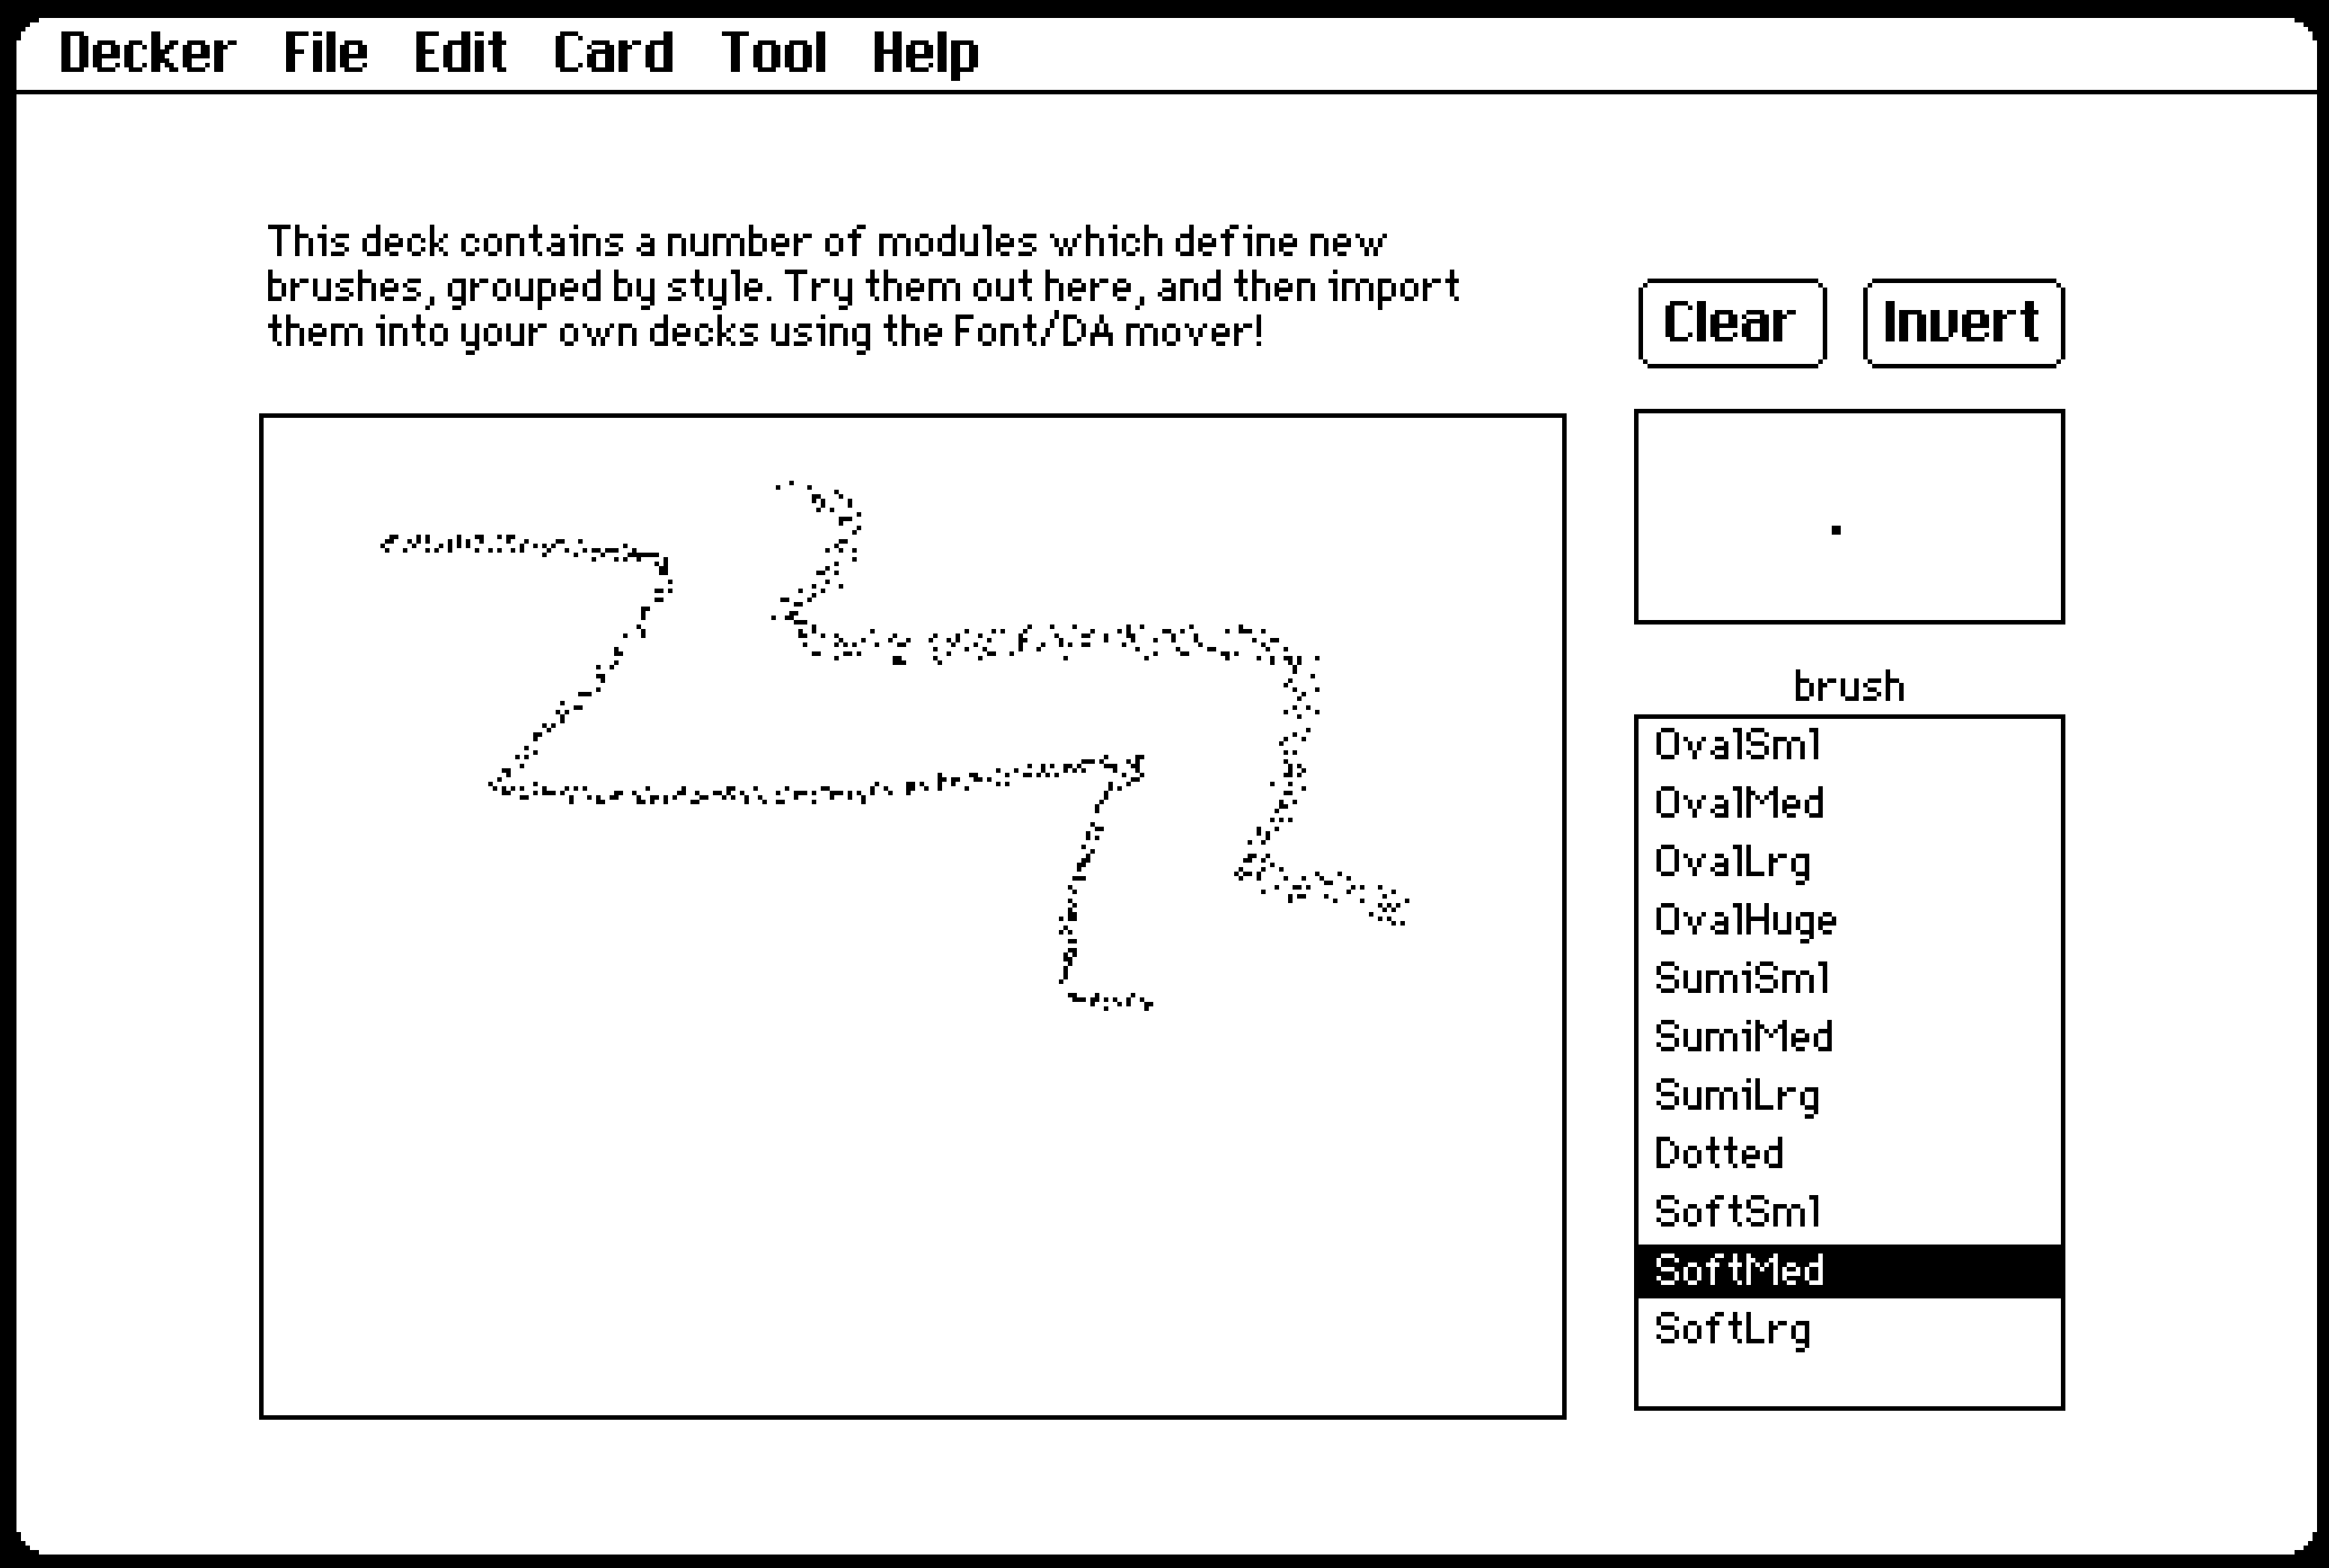 Decker File Edit Card Tool Help
This deck contains a number of modules which define new
brushes, grouped by style. Try them out here, and then import
them into your own decks using the Font/DA mover!
Clear Invert
brush
OvalSml
OvalMed
OvalLrg
OvalHuge
SumiSml
SumiMed
SumiLrg
Dotted
SoftSml
SoftMed
SoftLrg